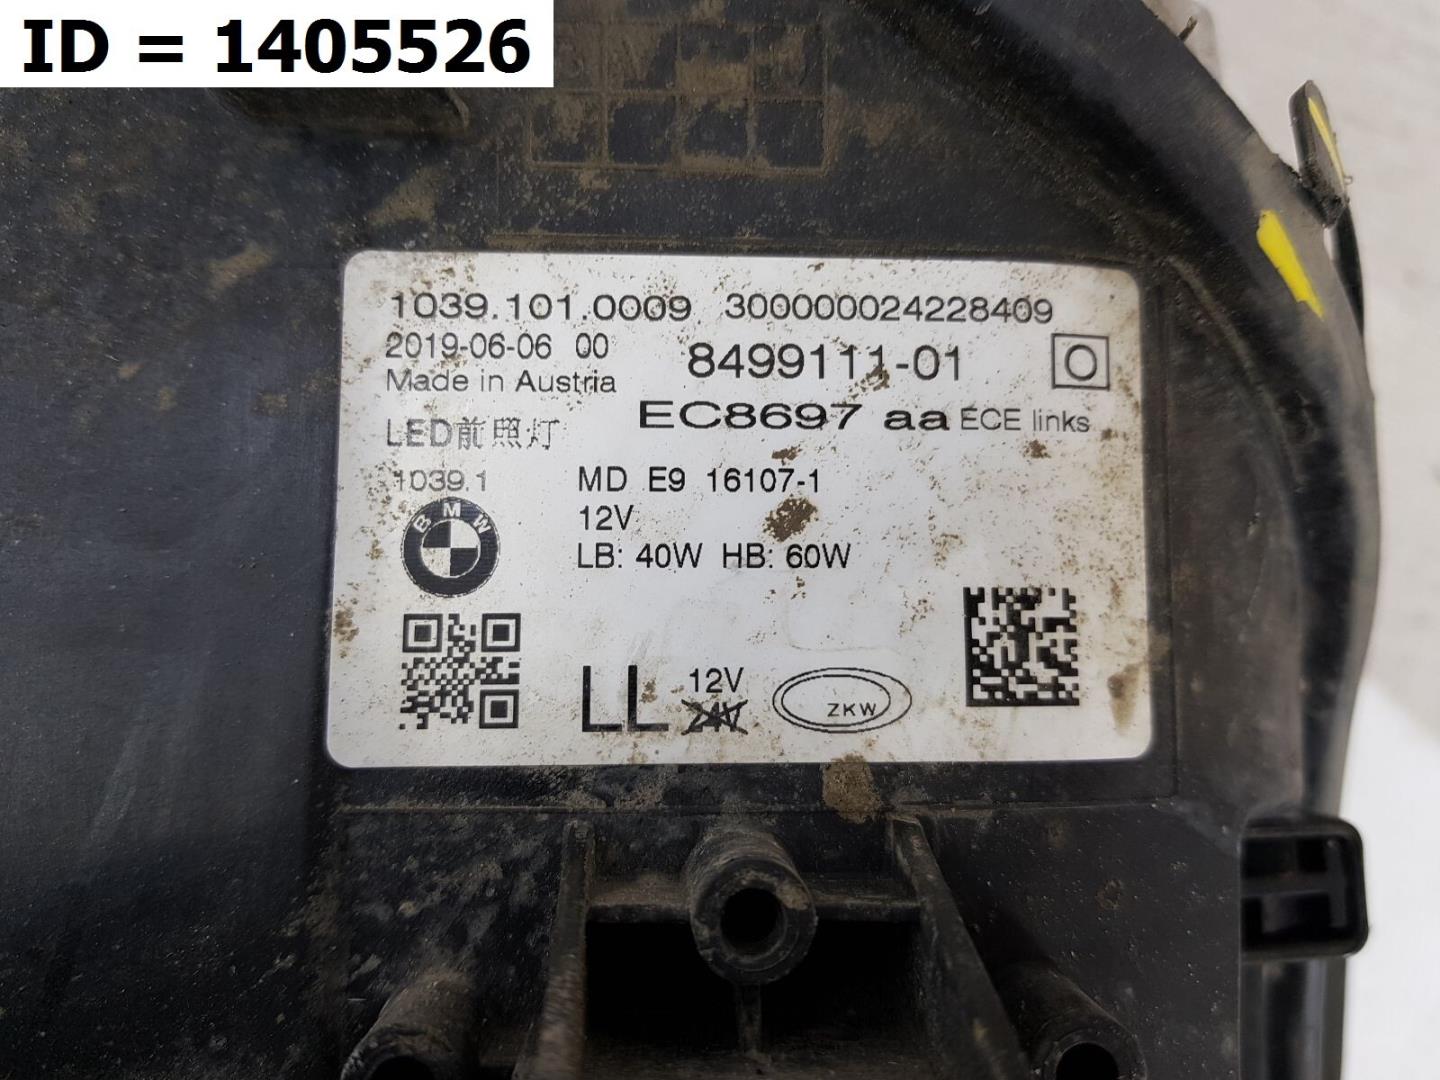 ID = 1405526
1039.101.0009 300000024228409
2019-06-06 00 8499111-01 O
Made in Austria
EC8697 aa ECE links
LED前照灯
1039.1 MD E9 16107-1
BMW
12V
LB: 40W HB: 60W
LL 12V
24V
ZKW